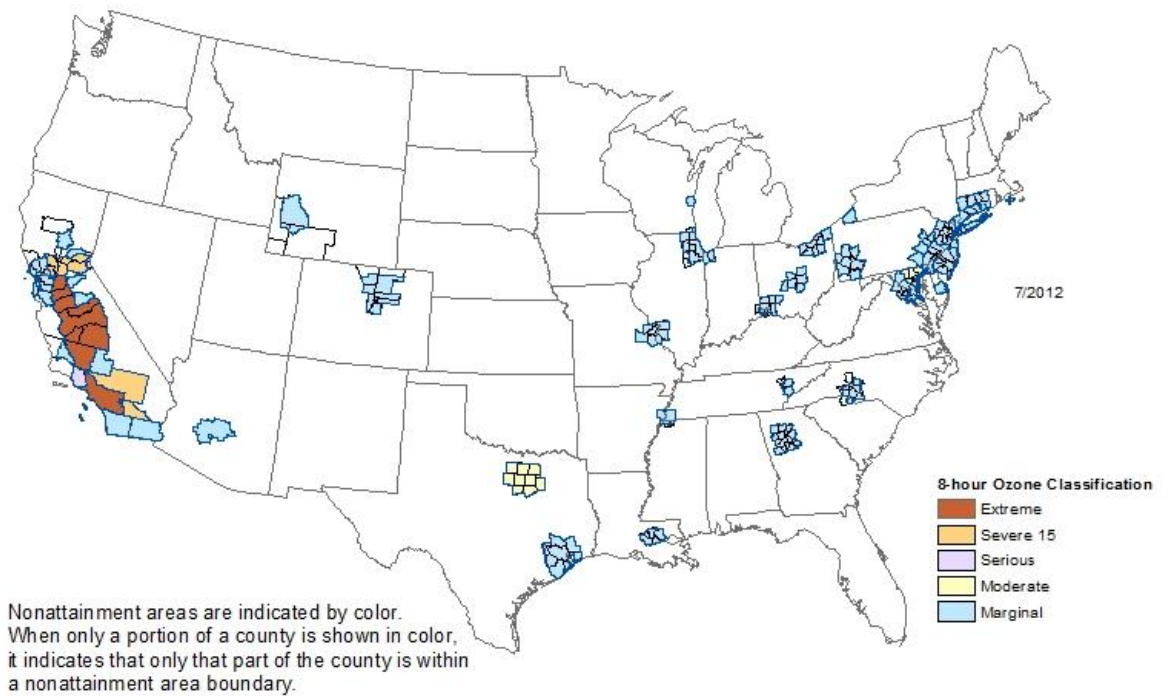 7/2012
8-hour Ozone Classification
Extreme
Severe 15
Serious
Moderate
Marginal
Nonattainment areas are indicated by color.
When only a portion of a county is shown in color,
it indicates that only that part of the county is within
a nonattainment area boundary.